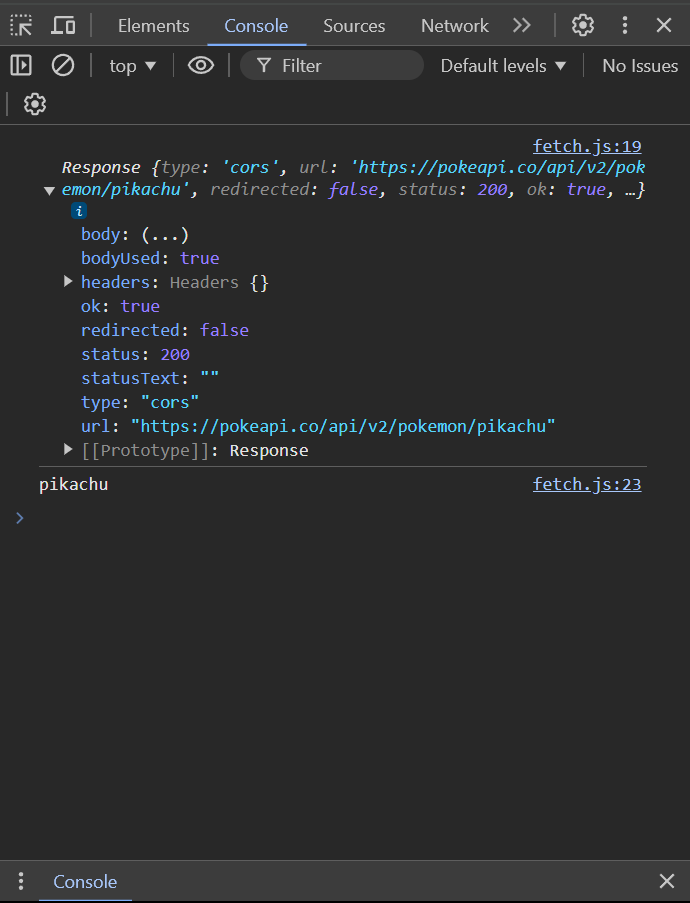 Elements Console Sources Network
top Filter Default levels No Issues
fetch.js:19
Response {type: 'cors', url: 'https://pokeapi.co/api/v2/pok
emon/pikachu', redirected: false, status: 200, ok: true, …}
i
body: (...)
bodyUsed: true
headers: Headers {}
ok: true
redirected: false
status: 200
statusText: ""
type: "cors"
url: "https://pokeapi.co/api/v2/pokemon/pikachu"
[[Prototype]]: Response
pikachu fetch.js:23
Console